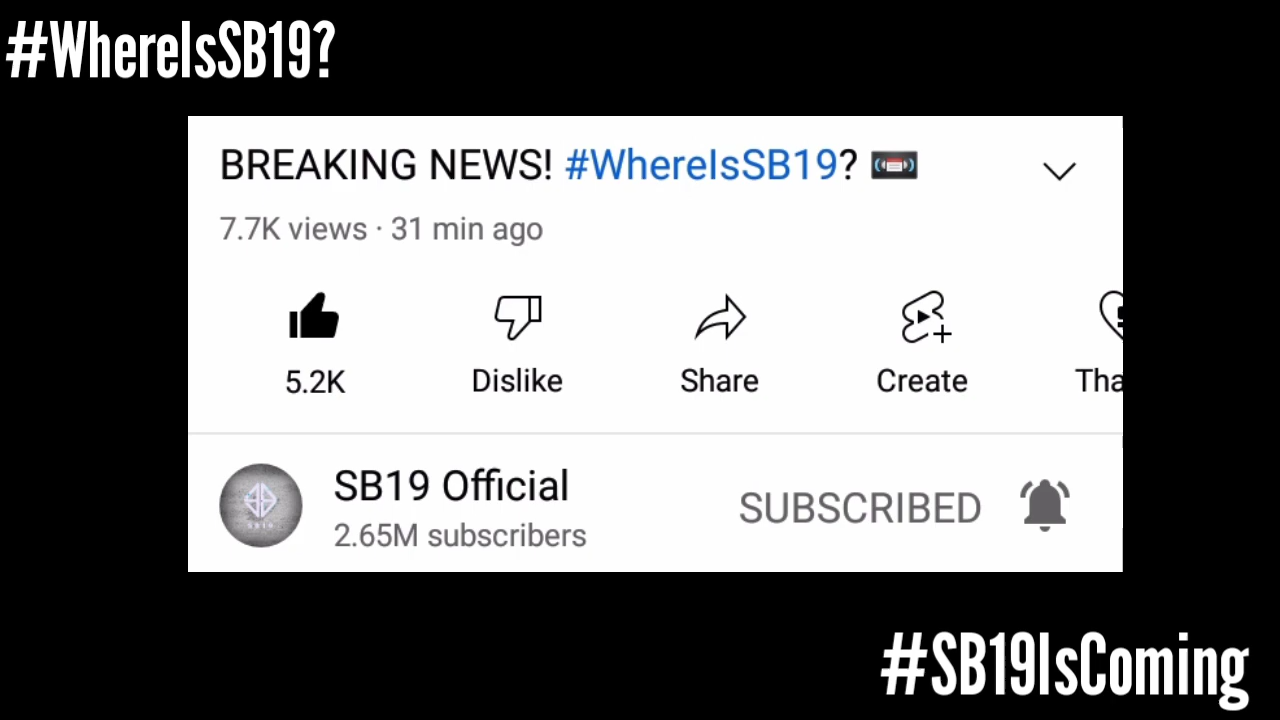 #WhereIsSB19?
BREAKING NEWS! #WhereIsSB19? 📼
7.7K views · 31 min ago
5.2K
Dislike
Share
Create
Tha
SB19 Official
2.65M subscribers
SUBSCRIBED
#SB19IsComing